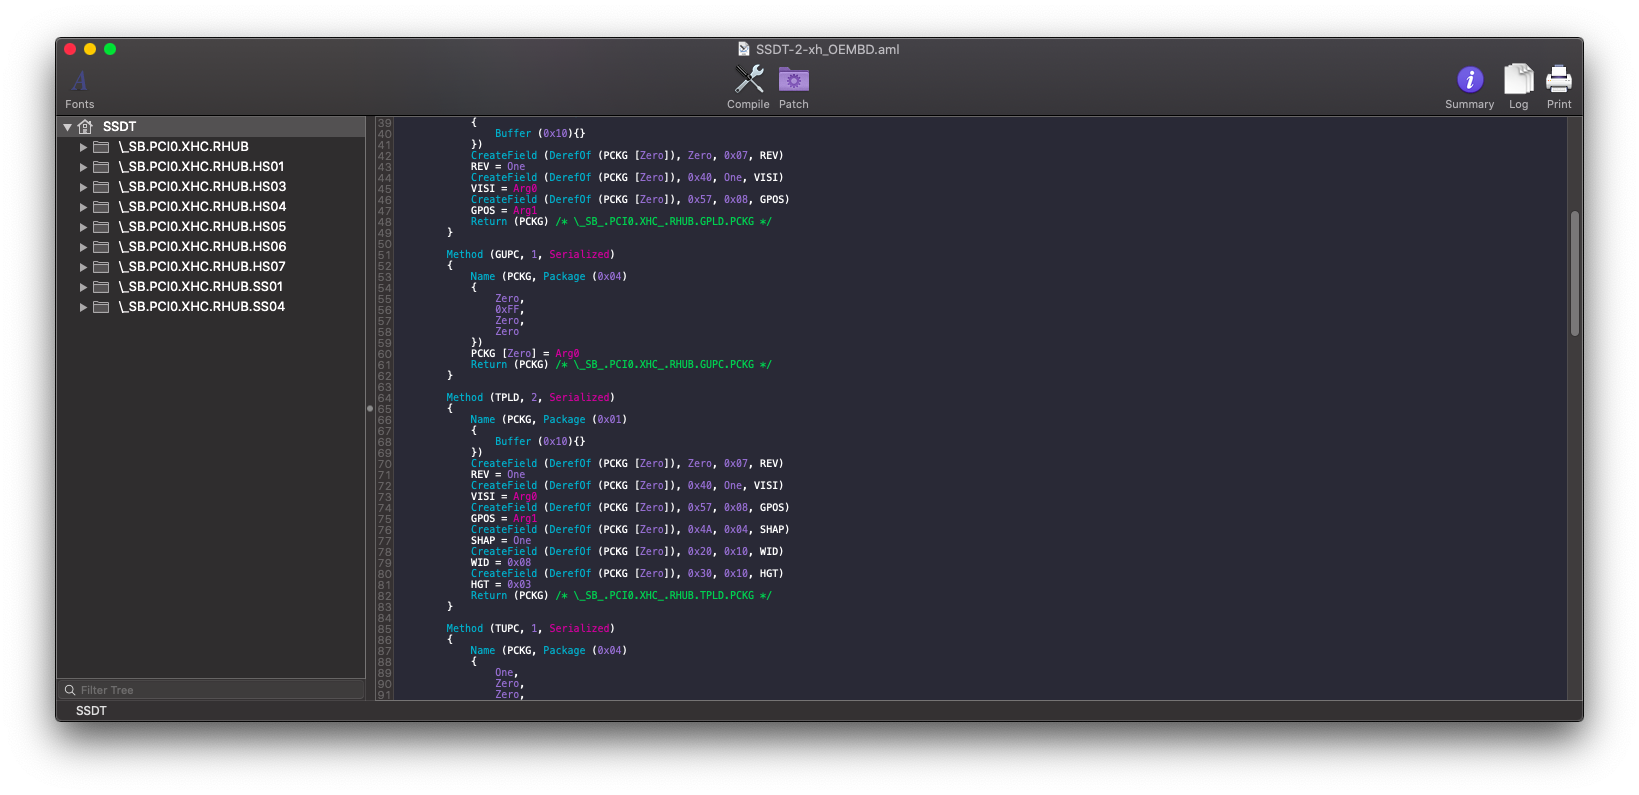 SSDT-2-xh_OEMBD.aml
A
Fonts
Compile
Patch
Summary
Log
Print
SSDT
\_SB.PCI0.XHC.RHUB
\_SB.PCI0.XHC.RHUB.HS01
\_SB.PCI0.XHC.RHUB.HS03
\_SB.PCI0.XHC.RHUB.HS04
\_SB.PCI0.XHC.RHUB.HS05
\_SB.PCI0.XHC.RHUB.HS06
\_SB.PCI0.XHC.RHUB.HS07
\_SB.PCI0.XHC.RHUB.SS01
\_SB.PCI0.XHC.RHUB.SS04
Filter Tree
SSDT
39 {
40 Buffer (0x10){}
41 })
42 CreateField (DerefOf (PCKG [Zero]), Zero, 0x07, REV)
43 REV = One
44 CreateField (DerefOf (PCKG [Zero]), 0x40, One, VISI)
45 VISI = Arg0
46 CreateField (DerefOf (PCKG [Zero]), 0x57, 0x08, GPOS)
47 GPOS = Arg1
48 Return (PCKG) /* \_SB_.PCI0.XHC_.RHUB.GPLD.PCKG */
49 }
50
51 Method (GUPC, 1, Serialized)
52 {
53 Name (PCKG, Package (0x04)
54 {
55 Zero,
56 0xFF,
57 Zero,
58 Zero
59 })
60 PCKG [Zero] = Arg0
61 Return (PCKG) /* \_SB_.PCI0.XHC_.RHUB.GUPC.PCKG */
62 }
63
64 Method (TPLD, 2, Serialized)
65 {
66 Name (PCKG, Package (0x01)
67 {
68 Buffer (0x10){}
69 })
70 CreateField (DerefOf (PCKG [Zero]), Zero, 0x07, REV)
71 REV = One
72 CreateField (DerefOf (PCKG [Zero]), 0x40, One, VISI)
73 VISI = Arg0
74 CreateField (DerefOf (PCKG [Zero]), 0x57, 0x08, GPOS)
75 GPOS = Arg1
76 CreateField (DerefOf (PCKG [Zero]), 0x4A, 0x04, SHAP)
77 SHAP = One
78 CreateField (DerefOf (PCKG [Zero]), 0x20, 0x10, WID)
79 WID = 0x08
80 CreateField (DerefOf (PCKG [Zero]), 0x30, 0x10, HGT)
81 HGT = 0x03
82 Return (PCKG) /* \_SB_.PCI0.XHC_.RHUB.TPLD.PCKG */
83 }
84
85 Method (TUPC, 1, Serialized)
86 {
87 Name (PCKG, Package (0x04)
88 {
89 One,
90 Zero,
91 Zero,